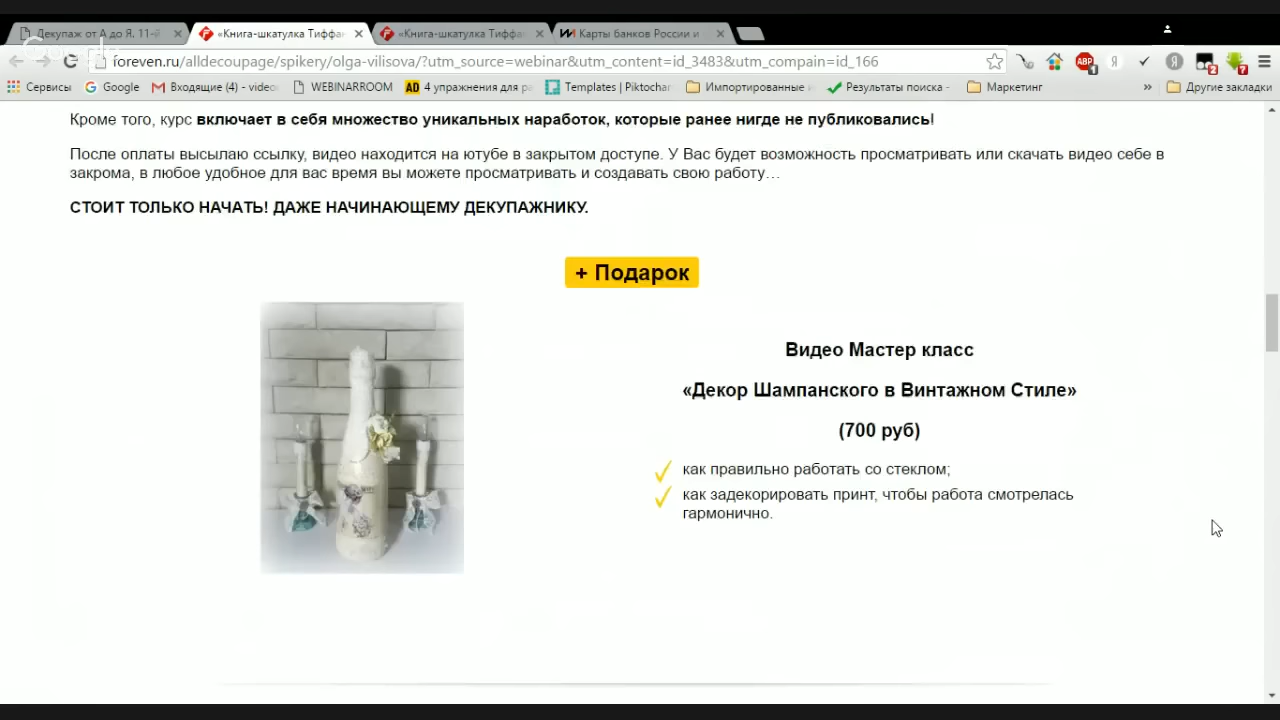 Декупаж от А до Я. 11-й
«Книга-шкатулка Тиффан
«Книга-шкатулка Тиффан
Карты банков России и
foreven.ru/alldecoupage/spikery/olga-vilisova/?utm_source=webinar&utm_content=id_3483&utm_compain=id_166
Сервисы
Google
Входящие (4) - video
WEBINARROOM
4 упражнения для ра
Templates | Piktochar
Импортированные
Результаты поиска -
Маркетинг
Другие закладки
Кроме того, курс включает в себя множество уникальных наработок, которые ранее нигде не публиковались!
После оплаты высылаю ссылку, видео находится на ютубе в закрытом доступе. У Вас будет возможность просматривать или скачать видео себе в
закрома, в любое удобное для вас время вы можете просматривать и создавать свою работу…
СТОИТ ТОЛЬКО НАЧАТЬ! ДАЖЕ НАЧИНАЮЩЕМУ ДЕКУПАЖНИКУ.
+ Подарок
Видео Мастер класс
«Декор Шампанского в Винтажном Стиле»
(700 руб)
как правильно работать со стеклом;
как задекорировать принт, чтобы работа смотрелась
гармонично.